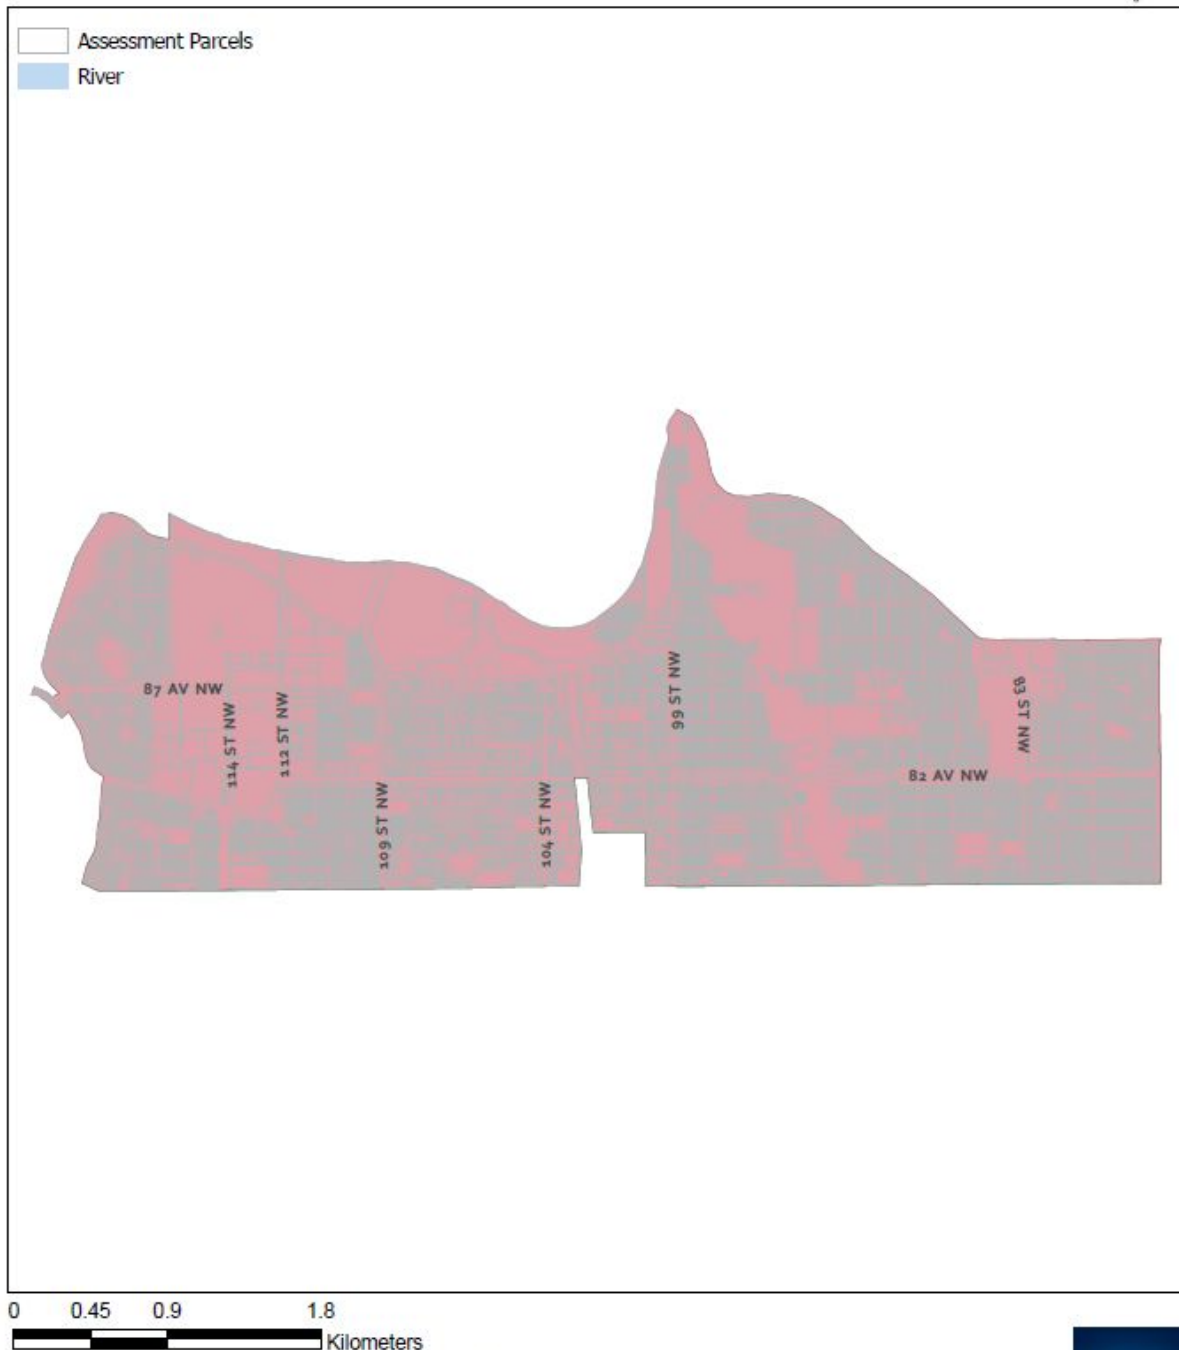 Assessment Parcels
River
99 ST NW
87 AV NW
93 ST NW
114 ST NW
112 ST NW
82 AV NW
109 ST NW
104 ST NW
0 0.45 0.9 1.8
Kilometers